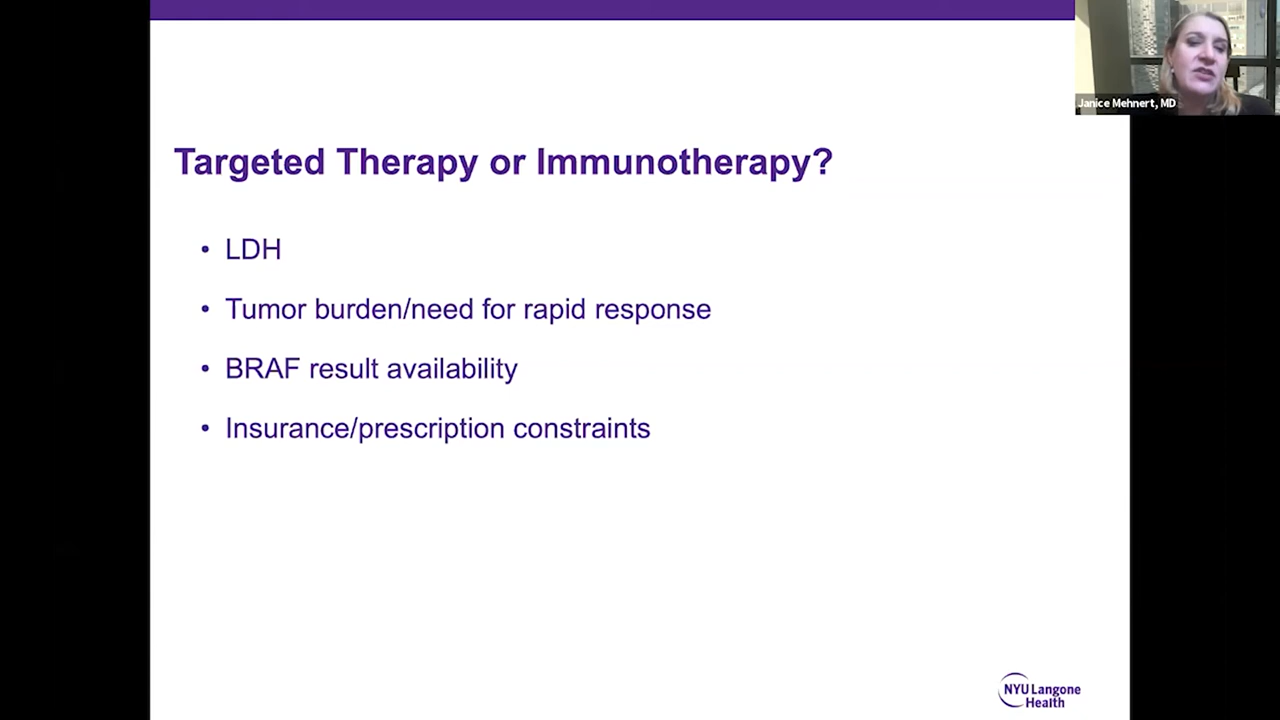 Janice Mehnert, MD
Targeted Therapy or Immunotherapy?
• LDH
• Tumor burden/need for rapid response
• BRAF result availability
• Insurance/prescription constraints
NYU Langone
Health